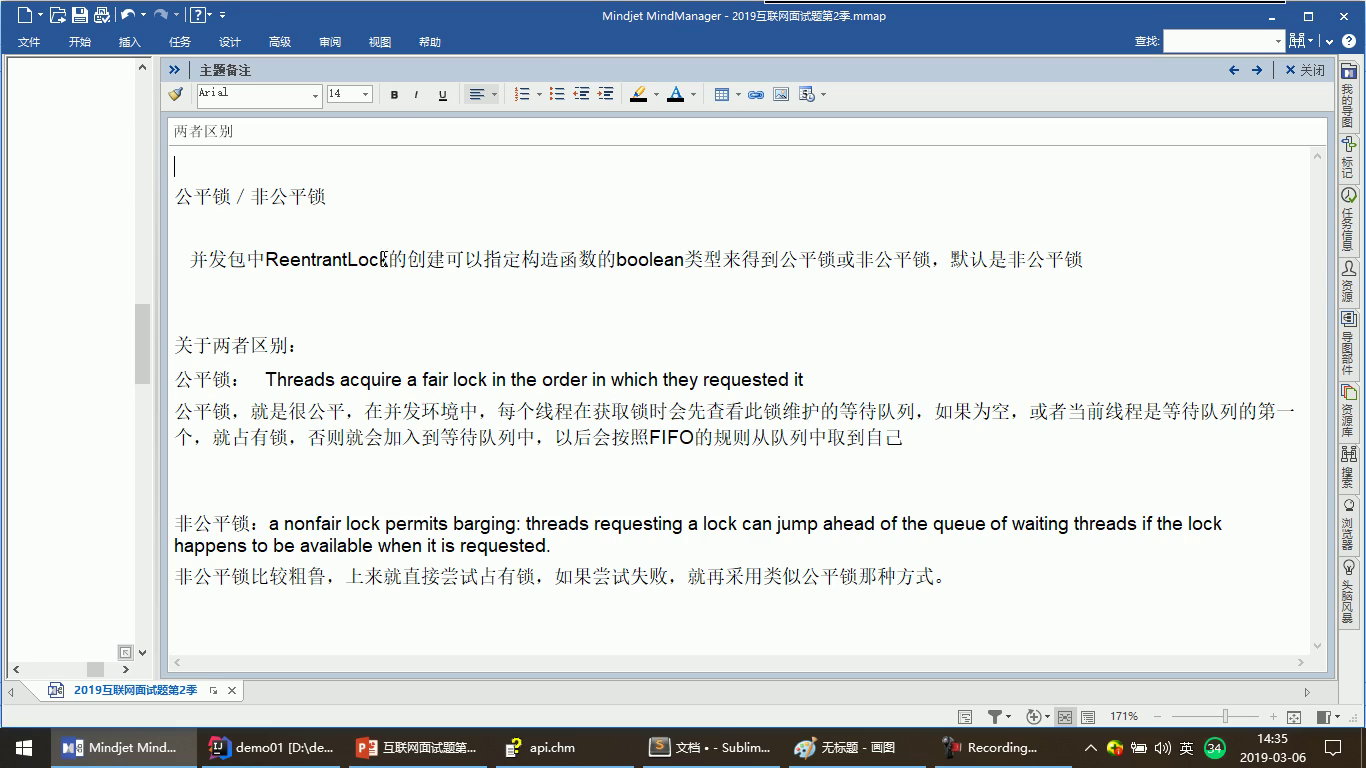 Mindjet MindManager - 2019互联网面试题第2季.mmap
文件 开始 插入 任务 设计 高级 审阅 视图 帮助
查找:
主题备注
关闭
Arial
14
B I U
两者区别
公平锁 / 非公平锁
并发包中ReentrantLock的创建可以指定构造函数的boolean类型来得到公平锁或非公平锁，默认是非公平锁
关于两者区别：
公平锁： Threads acquire a fair lock in the order in which they requested it
公平锁，就是很公平，在并发环境中，每个线程在获取锁时会先查看此锁维护的等待队列，如果为空，或者当前线程是等待队列的第一
个，就占有锁，否则就会加入到等待队列中，以后会按照FIFO的规则从队列中取到自己
非公平锁：a nonfair lock permits barging: threads requesting a lock can jump ahead of the queue of waiting threads if the lock
happens to be available when it is requested.
非公平锁比较粗鲁，上来就直接尝试占有锁，如果尝试失败，就再采用类似公平锁那种方式。
我的导图
标记
任务信息
资源
导图部件
资源库
搜索
浏览器
头脑风暴
2019互联网面试题第2季
171%
Mindjet Mind...
demo01 [D:\de...
互联网面试题第...
api.chm
文档 • - Sublim...
无标题 - 画图
Recording...
英
34
14:35
2019-03-06